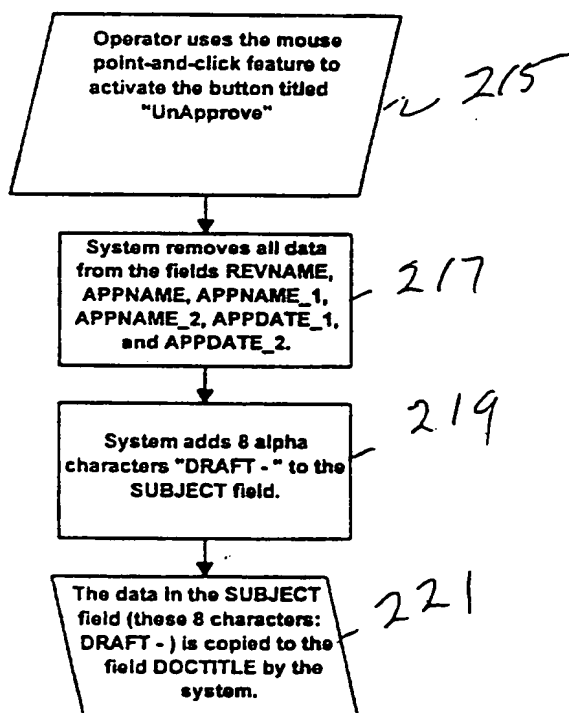 Operator uses the mouse
point-and-click feature to
activate the button titled
"UnApprove"
215
System removes all data
from the fields REVNAME,
APPNAME, APPNAME_1,
APPNAME_2, APPDATE_1,
and APPDATE_2.
217
System adds 8 alpha
characters "DRAFT - " to the
SUBJECT field.
219
The data in the SUBJECT
field (these 8 characters:
DRAFT - ) is copied to the
field DOCTITLE by the
system.
221